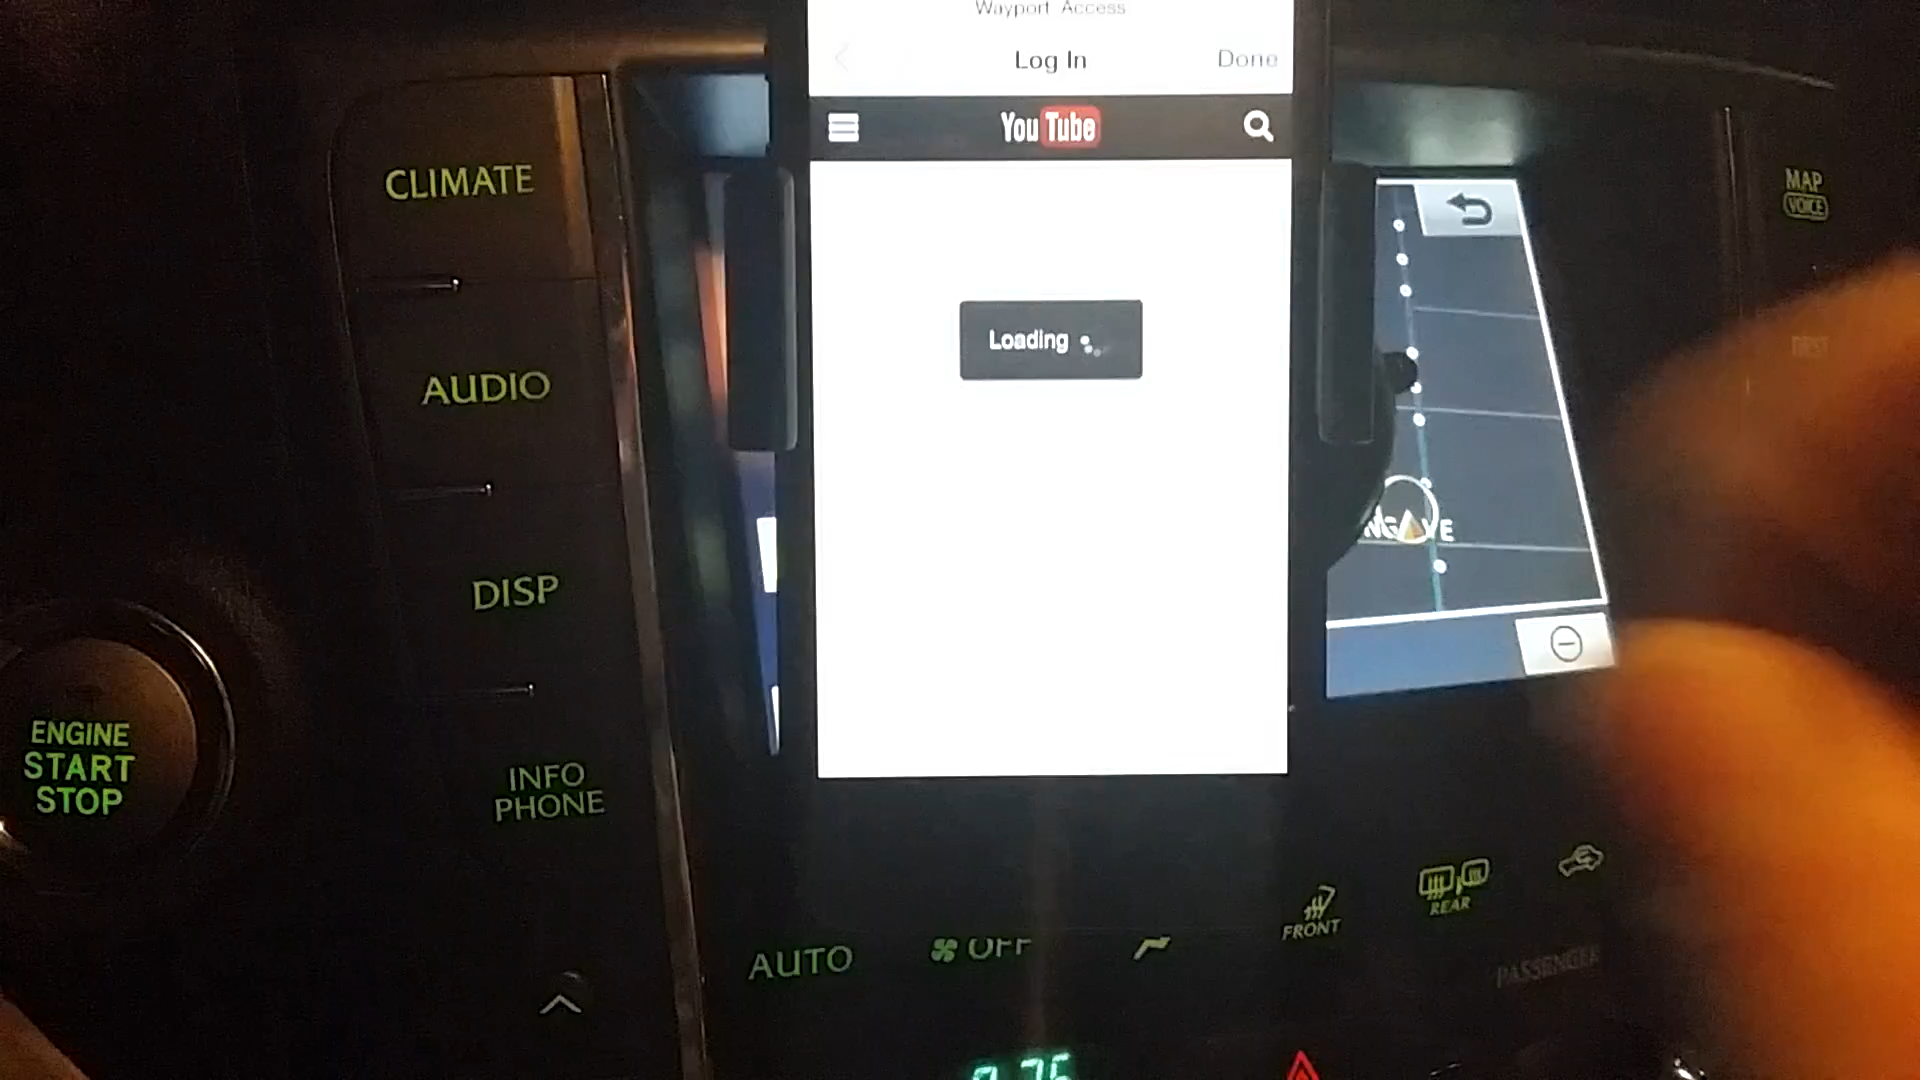 Wayport Access
Log In
Done
YouTube
Loading
CLIMATE
AUDIO
DISP
INFO
PHONE
ENGINE
START
STOP
MAP
VOICE
AUTO
OFF
FRONT
REAR
PASSENGER